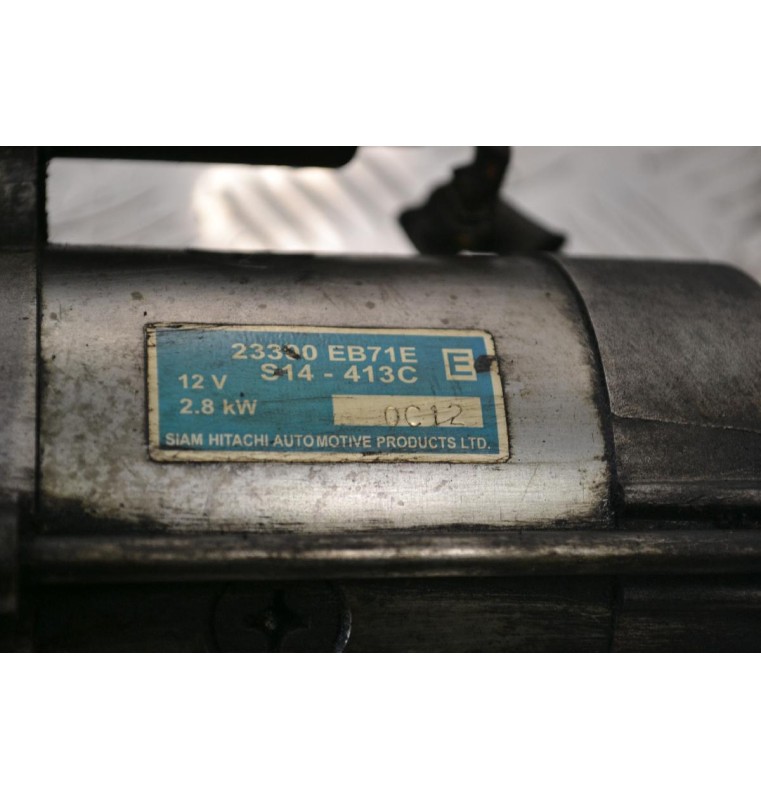 23300 EB71E
S14 - 413C E
12 V
2.8 kW
0C12
SIAM HITACHI AUTOMOTIVE PRODUCTS LTD.